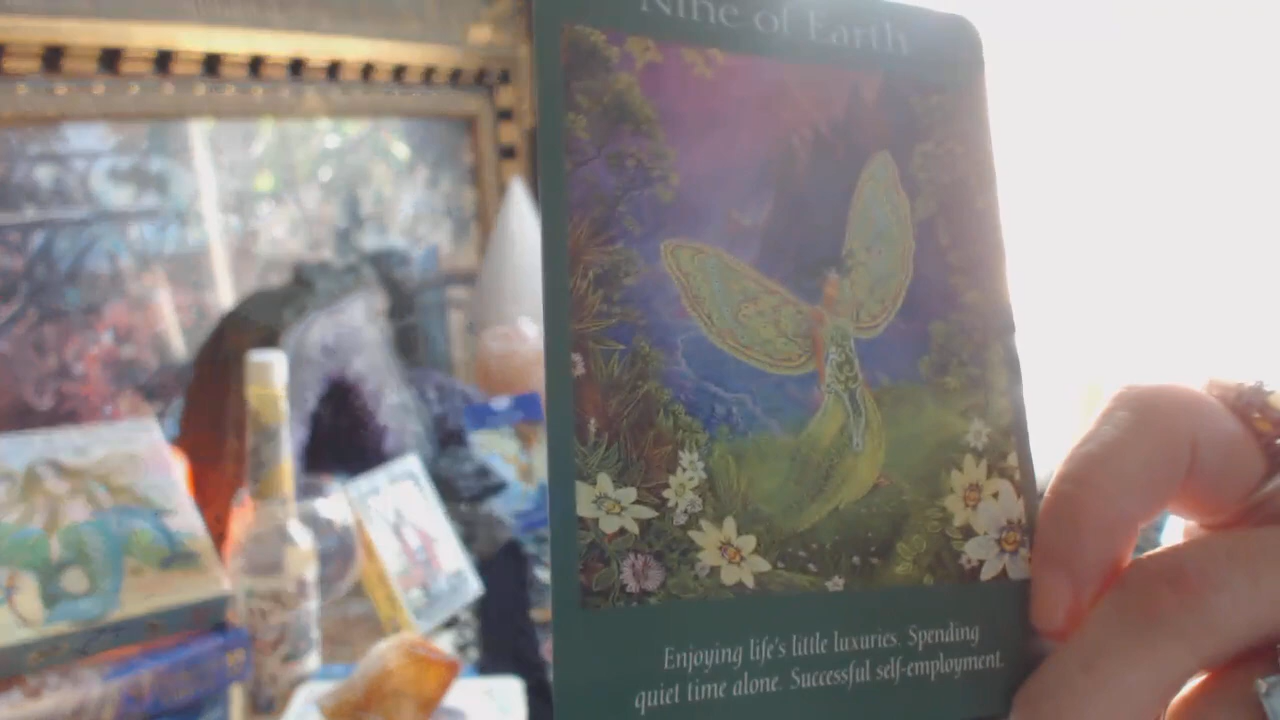 Nine of Earth
Enjoying life's little luxuries. Spending
quiet time alone. Successful self-employment.